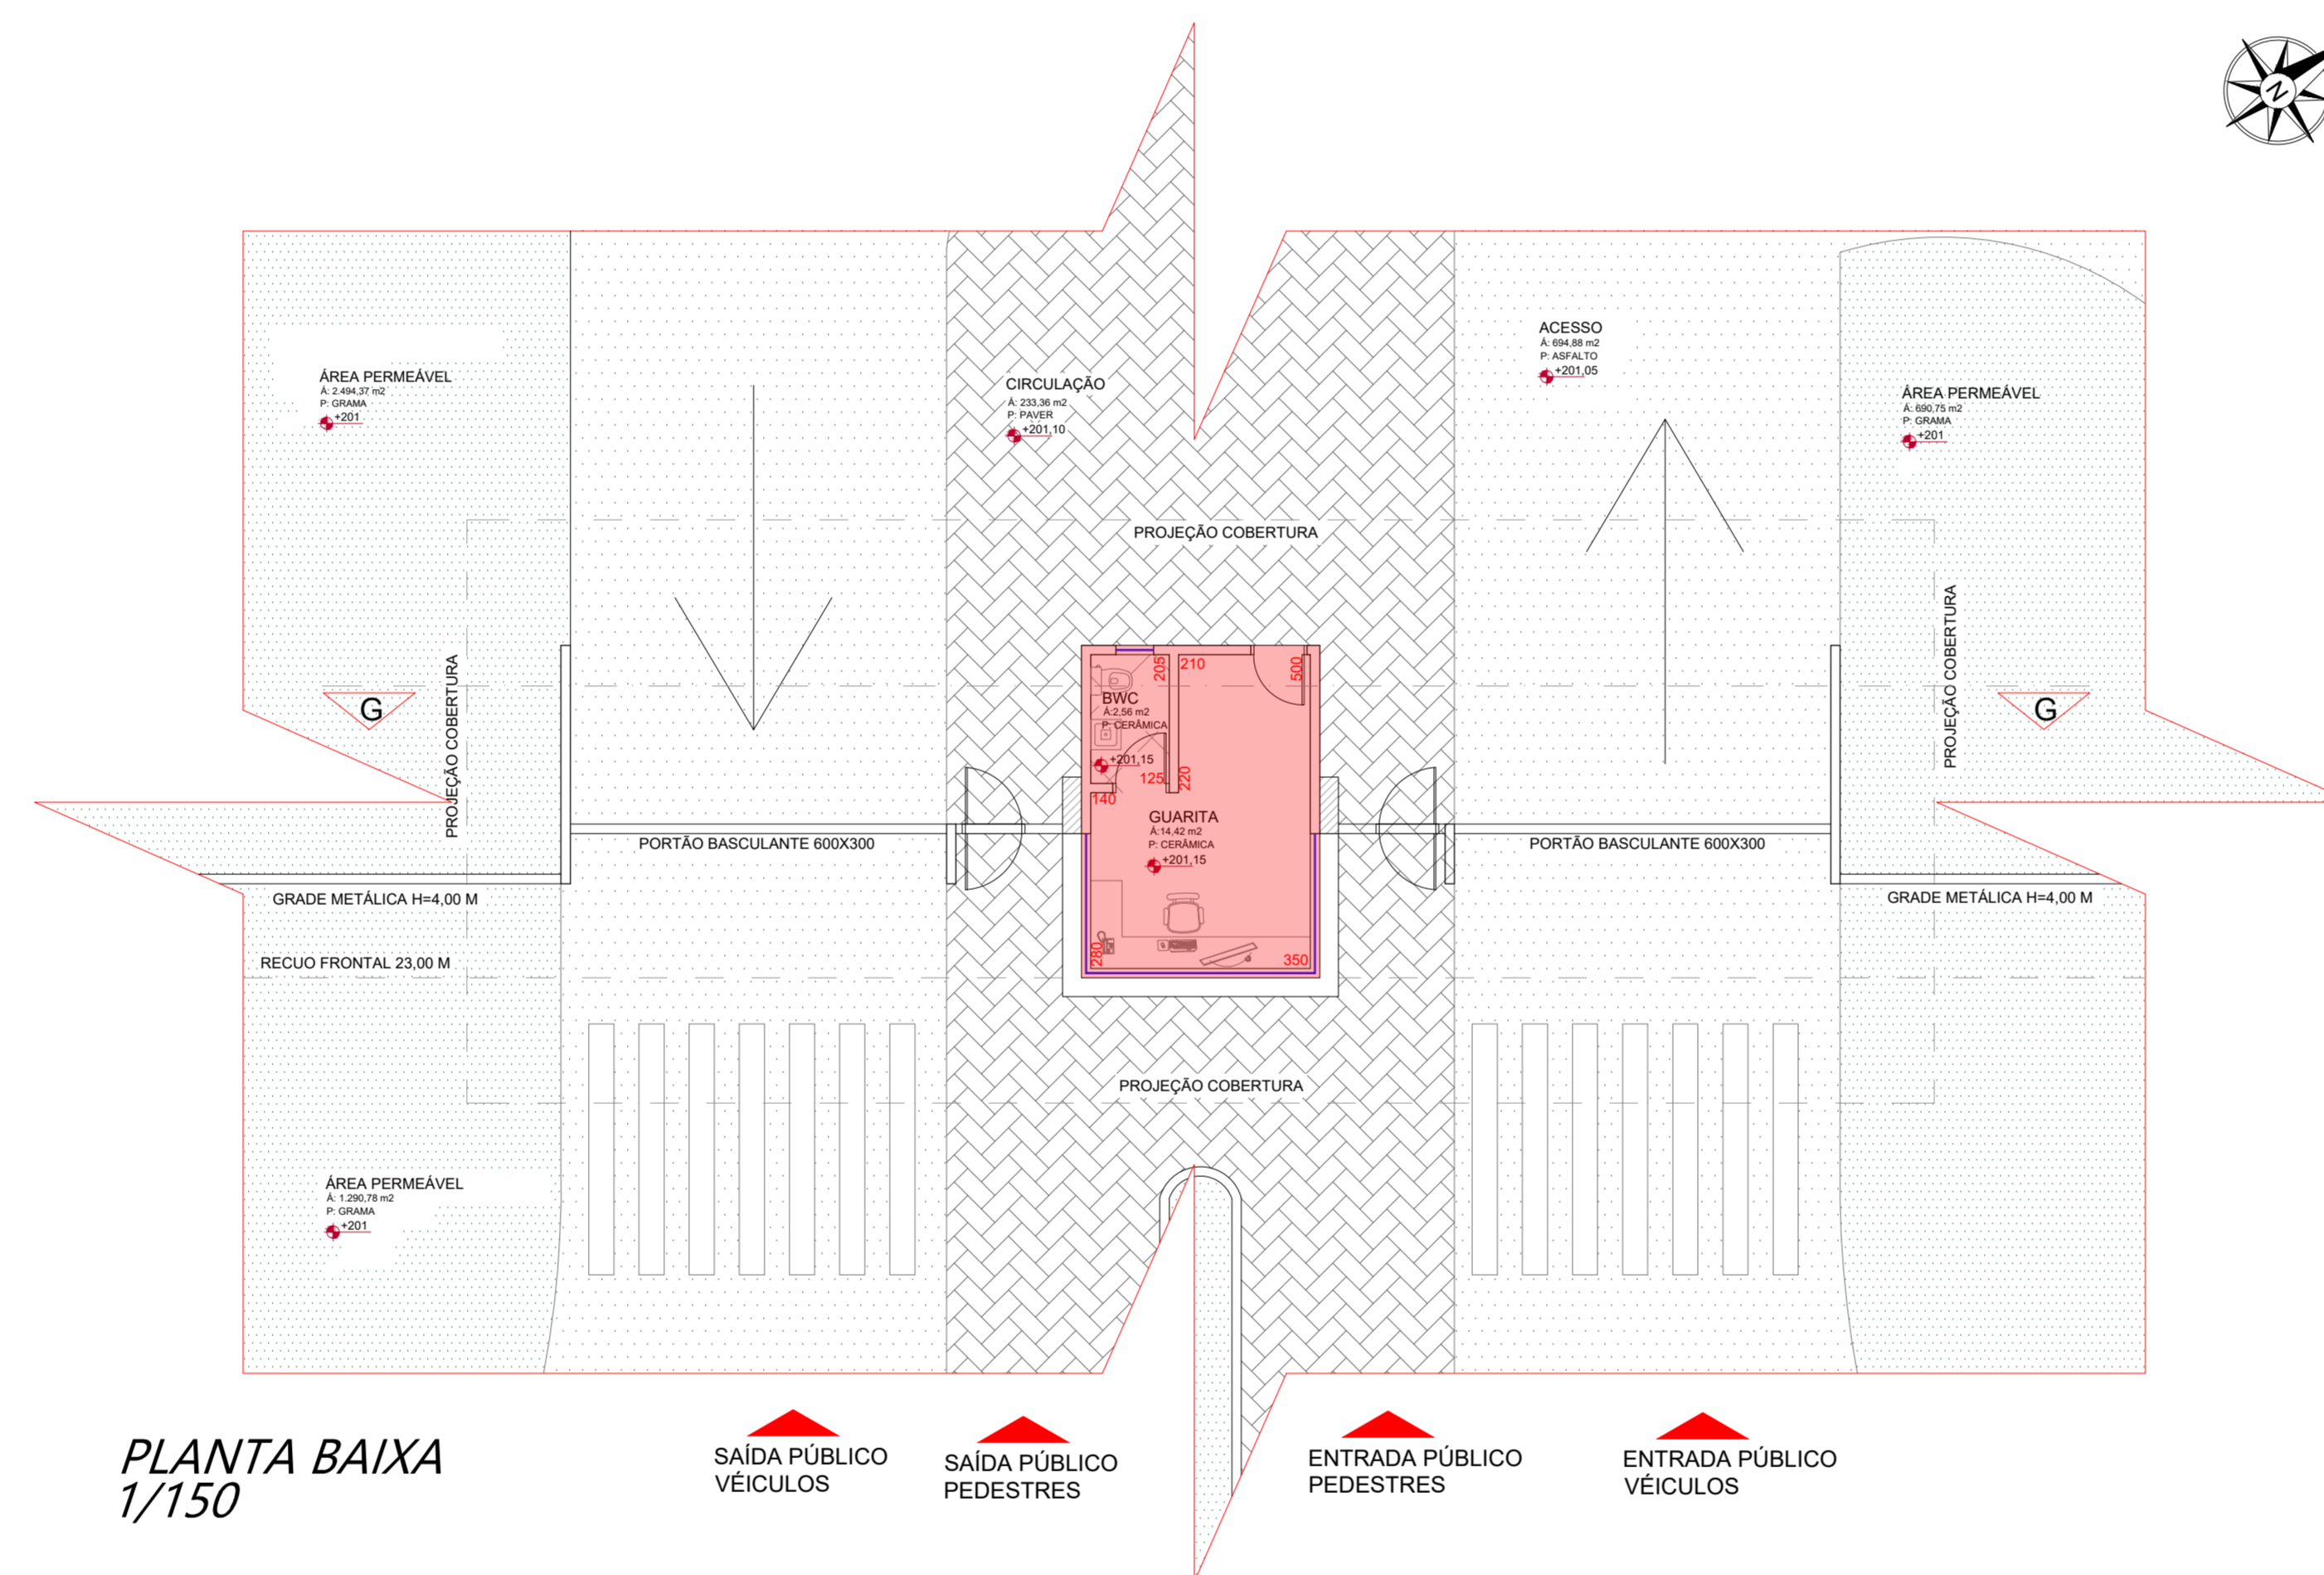 N
ACESSO
Á: 694,88 m2
P: ASFALTO
+201,05
ÁREA PERMEÁVEL
Á: 2.494,37 m2
P: GRAMA
+201
CIRCULAÇÃO
Á: 233,36 m2
P: PAVER
+201,10
ÁREA PERMEÁVEL
Á: 690,75 m2
P: GRAMA
+201
PROJEÇÃO COBERTURA
PROJEÇÃO COBERTURA
PROJEÇÃO COBERTURA
G
G
205
210
500
BWC
Á:2,56 m2
P: CERÂMICA
+201,15
125
220
140
GUARITA
Á:14,42 m2
P: CERÂMICA
+201,15
280
350
PORTÃO BASCULANTE 600X300
PORTÃO BASCULANTE 600X300
GRADE METÁLICA H=4,00 M
GRADE METÁLICA H=4,00 M
RECUO FRONTAL 23,00 M
PROJEÇÃO COBERTURA
ÁREA PERMEÁVEL
Á: 1.290,78 m2
P: GRAMA
+201
PLANTA BAIXA
1/150
SAÍDA PÚBLICO
VÉICULOS
SAÍDA PÚBLICO
PEDESTRES
ENTRADA PÚBLICO
PEDESTRES
ENTRADA PÚBLICO
VÉICULOS